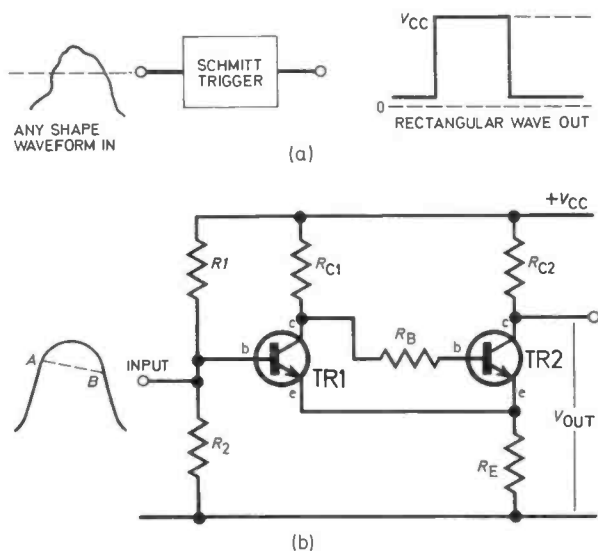 SCHMITT
TRIGGER
ANY SHAPE
WAVEFORM IN
VCC
0
RECTANGULAR WAVE OUT
(a)
+VCC
R1
RC1
RC2
A
B
INPUT
b
c
e
TR1
RB
b
c
e
TR2
R2
RE
VOUT
(b)